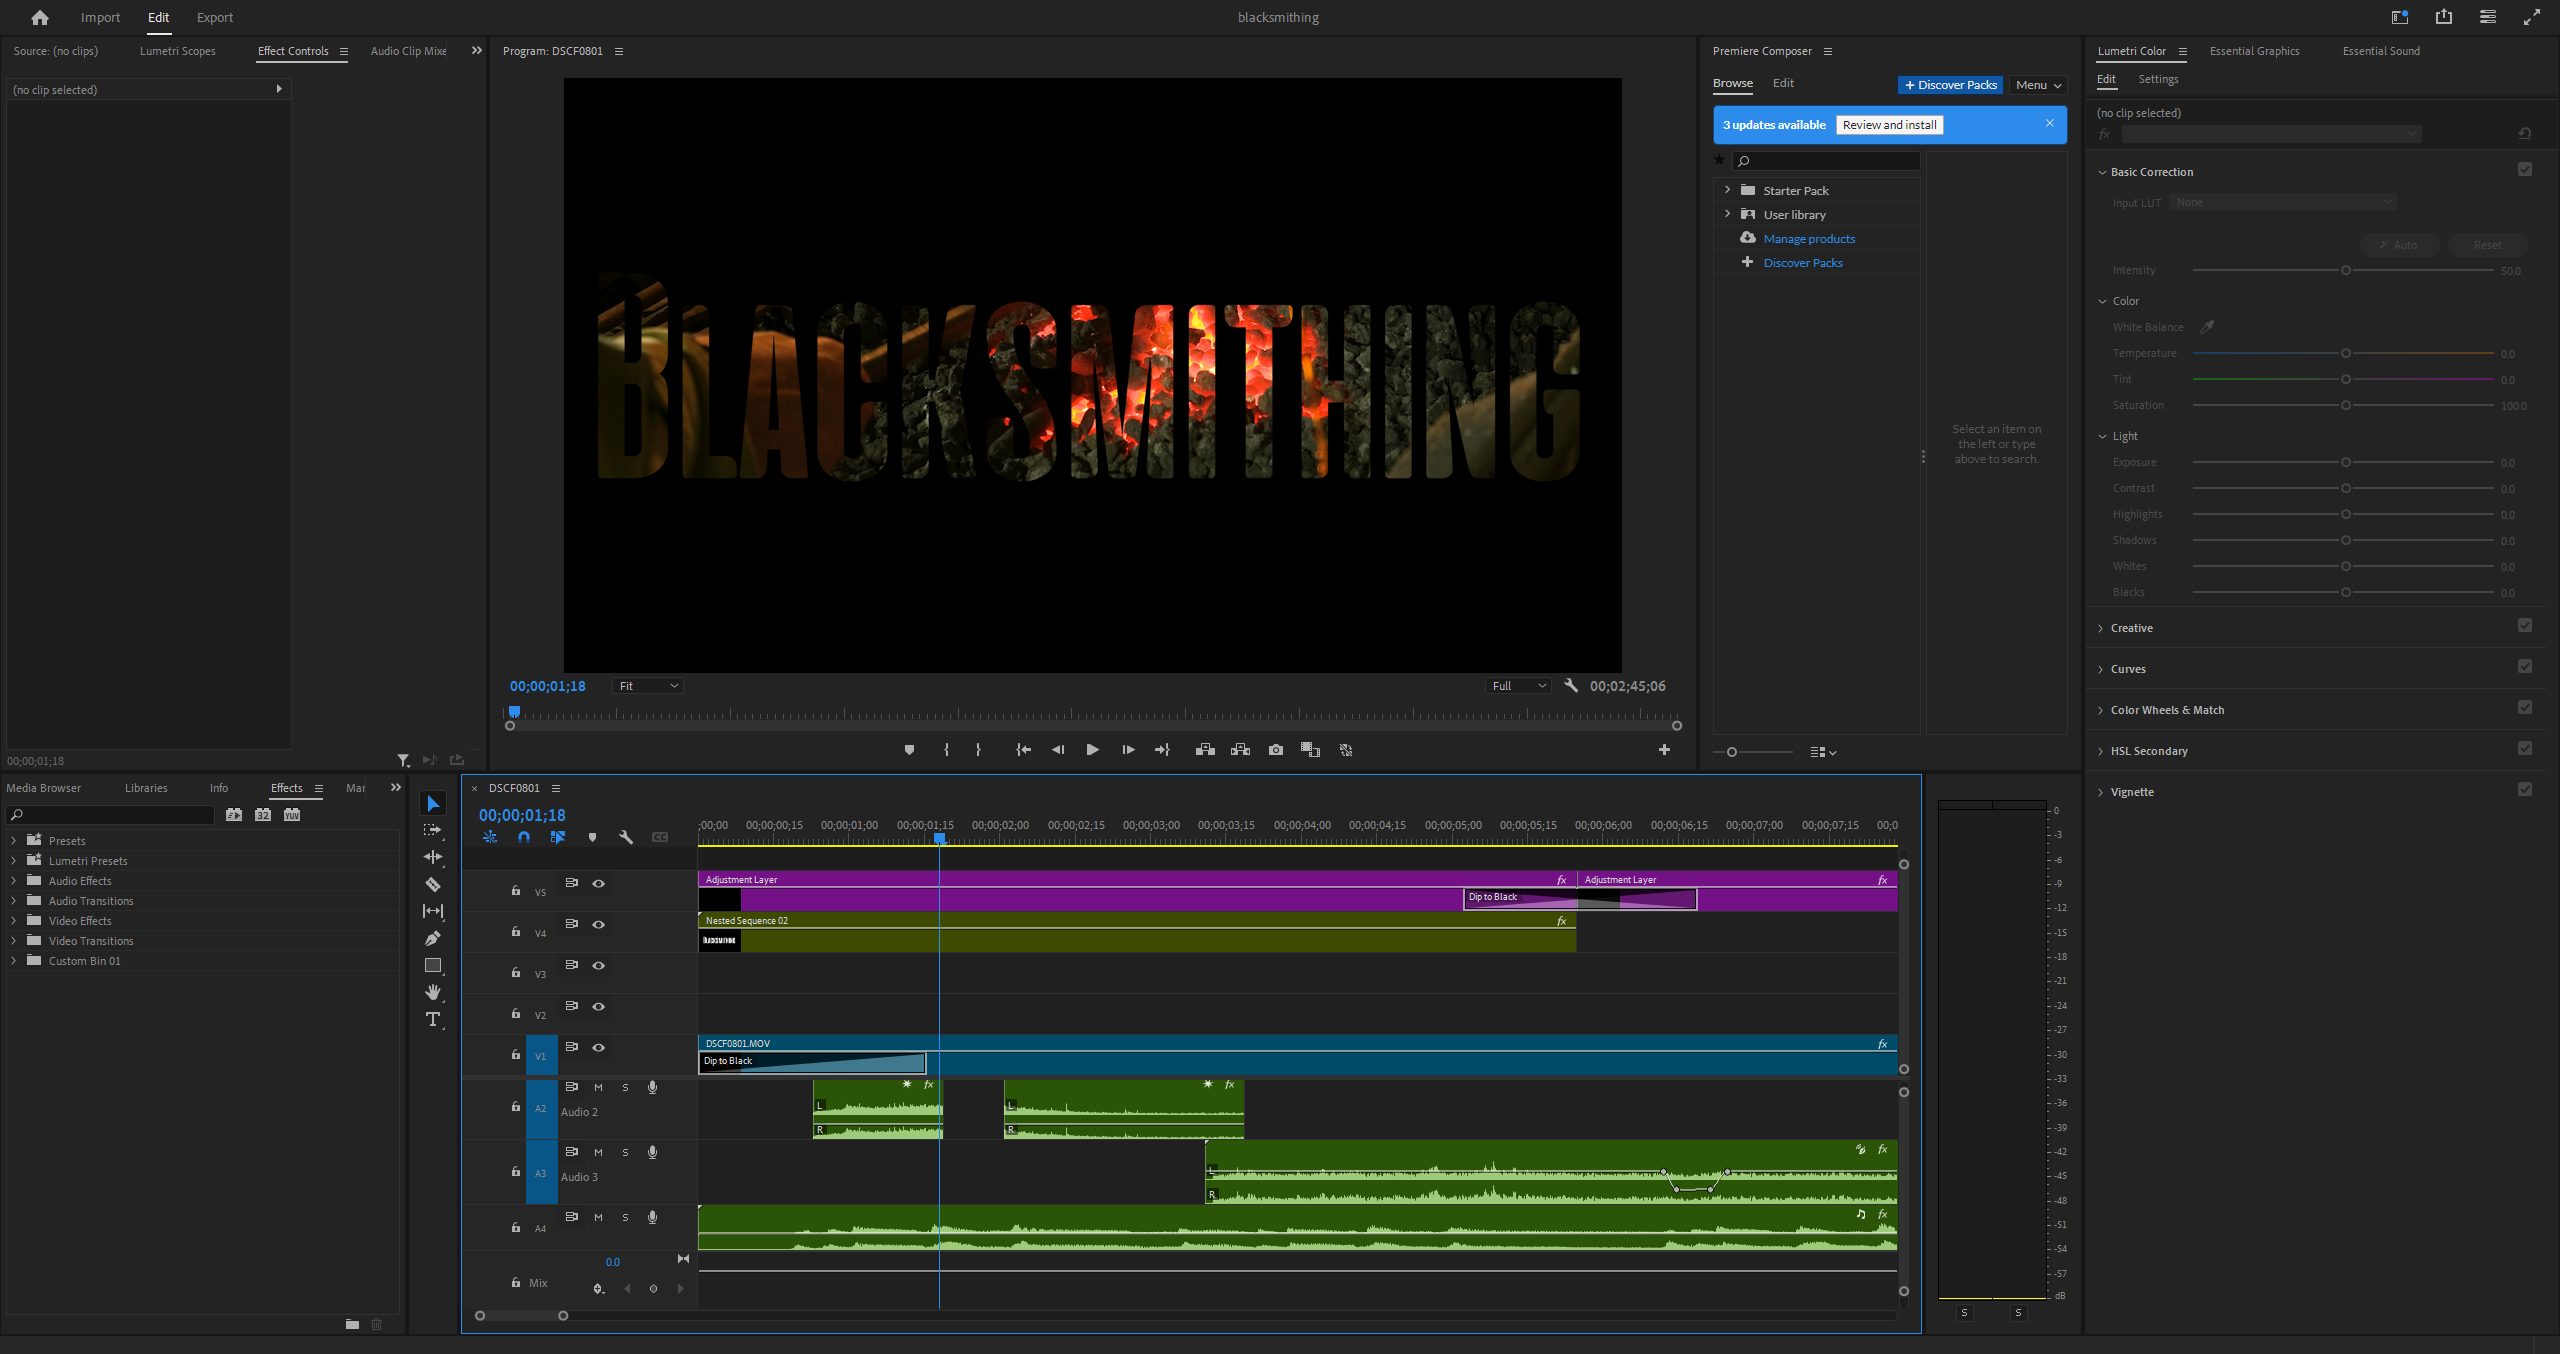 Import
Edit
Export
blacksmithing
Source: (no clips)
Lumetri Scopes
Effect Controls
Audio Clip Mixe
Program: DSCF0801
Premiere Composer
Lumetri Color
Essential Graphics
Essential Sound
(no clip selected)
Browse
Edit
+ Discover Packs
Menu
Edit
Settings
3 updates available
Review and install
(no clip selected)
fx
Starter Pack
User library
Manage products
Discover Packs
Select an item on
the left or type
above to search.
BLACKSMITHING
Basic Correction
Input LUT
None
Auto
Reset
Intensity
50.0
Color
White Balance
Temperature
0.0
Tint
0.0
Saturation
100.0
Light
Exposure
0.0
Contrast
0.0
Highlights
0.0
Shadows
0.0
Whites
0.0
Blacks
0.0
Creative
Curves
Color Wheels & Match
HSL Secondary
Vignette
00;00;01;18
Fit
Full
00;02;45;06
00;00;01;18
Media Browser
Libraries
Info
Effects
Mar
32
YUV
Presets
Lumetri Presets
Audio Effects
Audio Transitions
Video Effects
Video Transitions
Custom Bin 01
T
× DSCF0801
00;00;01;18
CC
;00;00
00;00;00;15
00;00;01;00
00;00;01;15
00;00;02;00
00;00;02;15
00;00;03;00
00;00;03;15
00;00;04;00
00;00;04;15
00;00;05;00
00;00;05;15
00;00;06;00
00;00;06;15
00;00;07;00
00;00;07;15
00;0
V5
Adjustment Layer
fx
Adjustment Layer
fx
Dip to Black
V4
Nested Sequence 02
fx
BLACKSMITHING
V3
V2
V1
DSCF0801.MOV
fx
Dip to Black
A2
M
S
Audio 2
fx
L
R
fx
L
R
A3
M
S
Audio 3
fx
L
R
A4
M
S
fx
0.0
Mix
0
-3
-6
-9
-12
-15
-18
-21
-24
-27
-30
-33
-36
-39
-42
-45
-48
-51
-54
-57
dB
S
S